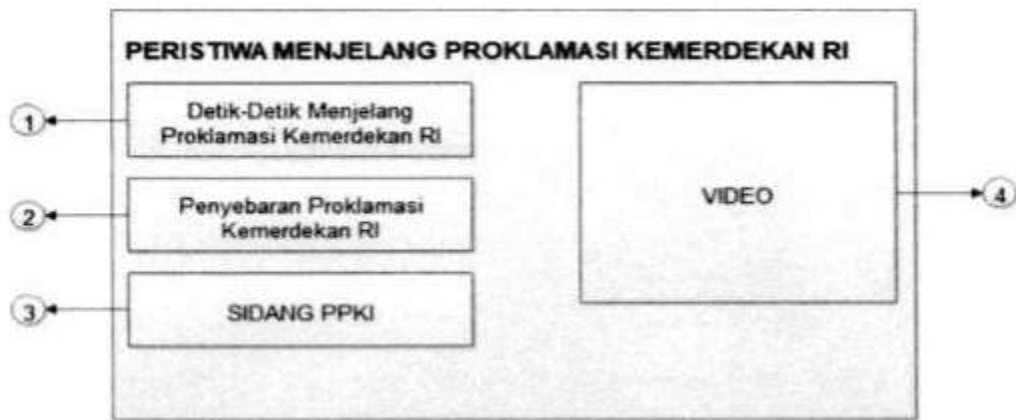 PERISTIWA MENJELANG PROKLAMASI KEMERDEKAN RI
1
Detik-Detik Menjelang
Proklamasi Kemerdekan RI
2
Penyebaran Proklamasi
Kemerdekan RI
3
SIDANG PPKI
VIDEO
4